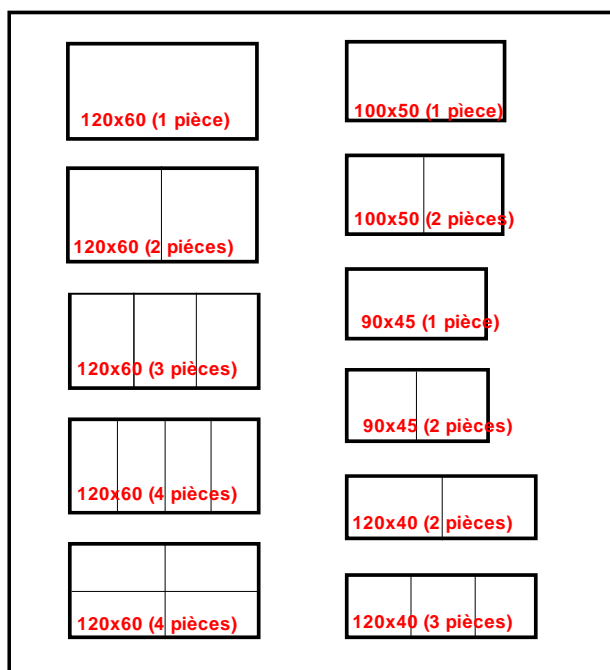 120x60 (1 pièce)
120x60 (2 piéces)
120x60 (3 pièces)
120x60 (4 pièces)
120x60 (4 pièces)
100x50 (1 pìece)
100x50 (2 pièces)
90x45 (1 pièce)
90x45 (2 pièces)
120x40 (2 pièces)
120x40 (3 pièces)